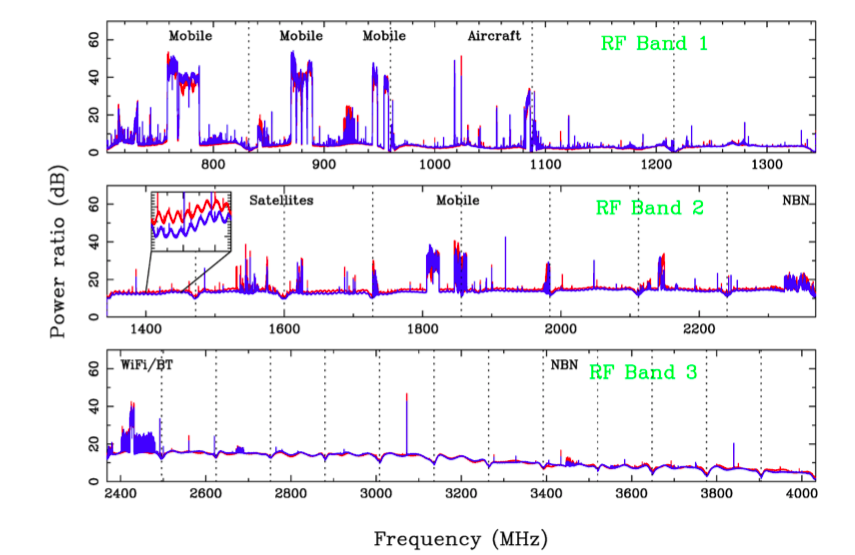 Mobile Mobile Mobile Aircraft RF Band 1
60
40
20
0
800 900 1000 1100 1200 1300
Power ratio (dB)
Satellites Mobile RF Band 2 NBN
60
40
20
0
1400 1600 1800 2000 2200
WiFi/BT NBN RF Band 3
60
40
20
0
2400 2600 2800 3000 3200 3400 3600 3800 4000
Frequency (MHz)